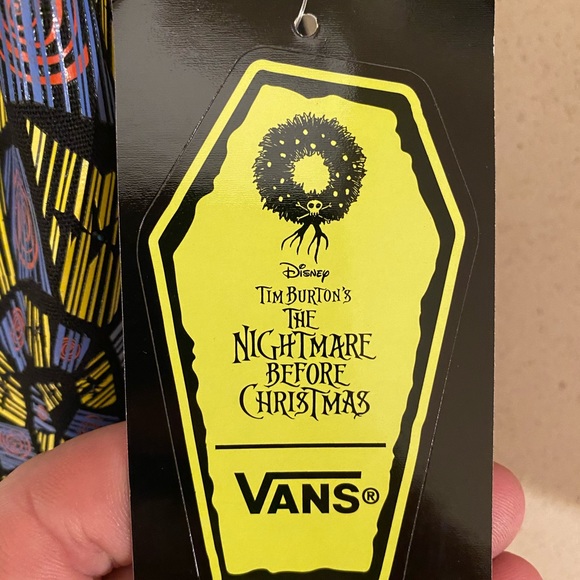 Disney
TIM BURTON'S
THE
NIGHTMARE
BEFORE
CHRISTMAS
VANS®